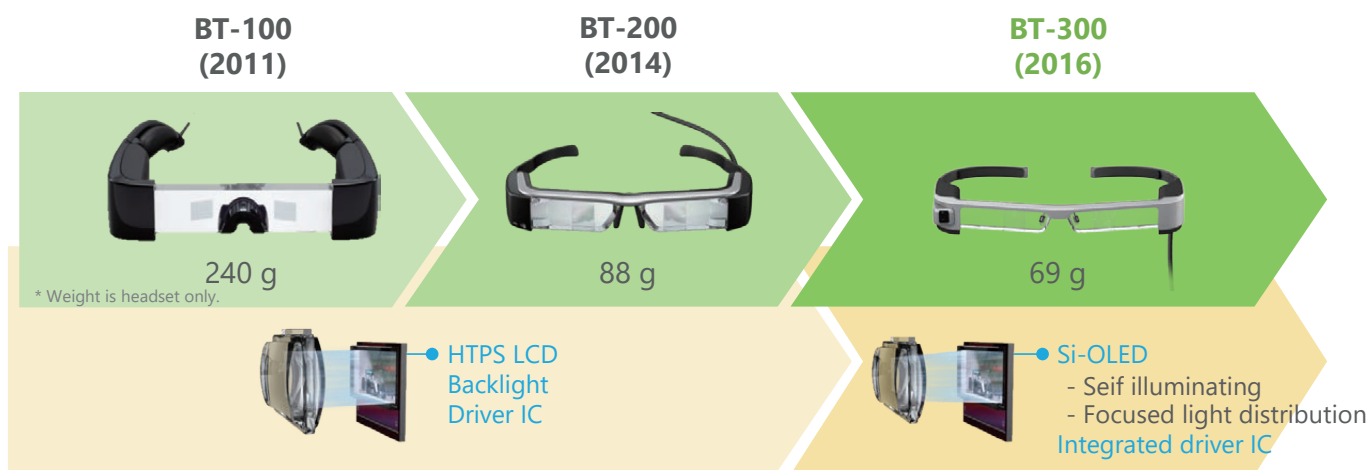 BT-100
(2011)
BT-200
(2014)
BT-300
(2016)
240 g
* Weight is headset only.
88 g
69 g
HTPS LCD
Backlight
Driver IC
Si-OLED
- Seif illuminating
- Focused light distribution
Integrated driver IC